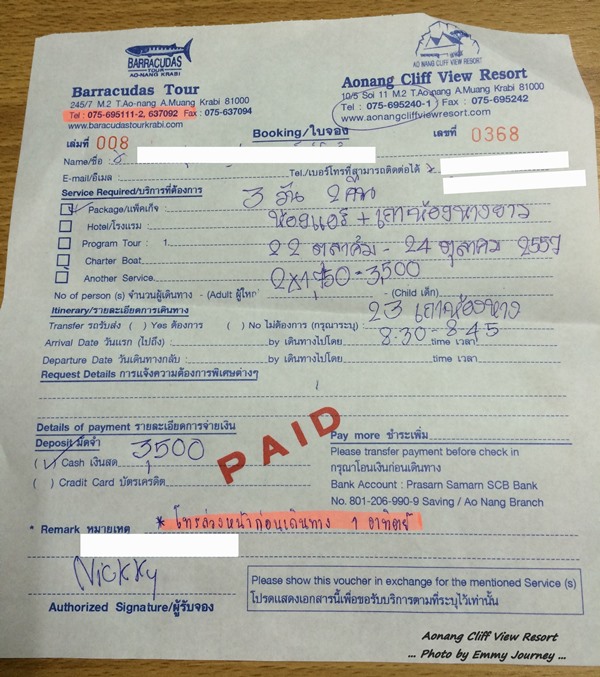 BARRACUDAS
TOUR
AO-NANG KRABI
AO NANG CLIFF VIEW RESORT
Barracudas Tour
245/7 M.2 T.Ao-nang A.Muang Krabi 81000
Tel : 075-695111-2, 637092 Fax : 075-637094
www.barracudastourkrabi.com
Aonang Cliff View Resort
10/5 Soi 11 M.2 T.Ao nang A.Muang Krabi 81000
Tel : 075-695240-1 Fax : 075-695242
www.aonangcliffviewresort.com
เล่มที่ 008
Booking/ใบจอง
เลขที่ 0368
Name/ชื่อ
Tel./เบอร์โทรที่สามารถติดต่อได้
E-mail/อีเมล
Service Required/บริการที่ต้องการ
3 วัน 2 คืน
Package/แพ็คเก็จ : ห้องแอร์ +
Hotel/โรงแรม :
Program Tour : 1 22 ตุลาคม - 24 ตุลาคม 2557
Charter Boat
Another Service 2x1,750 = 3,500
No of person (s) จำนวนผู้เดินทาง - (Adult ผู้ใหญ่ - (Child เด็ก)
23
Itinerary/รายละเอียดการเดินทาง
Transfer รถรับส่ง ( ) Yes ต้องการ ( ) No ไม่ต้องการ (กรุณาระบุ) 8.30-8.45
Arrival Date วันแรก (ไปถึง) : by เดินทางไปโดย time เวลา
Departure Date วันเดินทางกลับ : by เดินทางไปโดย time เวลา
Request Details การแจ้งความต้องการพิเศษต่างๆ
Details of payment รายละเอียดการจ่ายเงิน
PAID
Pay more ชำระเพิ่ม
Deposit มัดจำ 3,500
( ✓ ) Cash เงินสด
( ) Cradit Card บัตรเครดิต
Please transfer payment before check in
กรุณาโอนเงินก่อนเดินทาง
Bank Account : Prasarn Samarn SCB Bank
No. 801-206-990-9 Saving / Ao Nang Branch
* Remark หมายเหตุ * โทรล่วงหน้าก่อนเดินทาง 1 อาทิตย์
Nickky
Authorized Signature/ผู้รับจอง
Please show this voucher in exchange for the mentioned Service (s)
โปรดแสดงเอกสารนี้เพื่อขอรับบริการตามที่ระบุไว้เท่านั้น
Aonang Cliff View Resort
... Photo by Emmy Journey ...